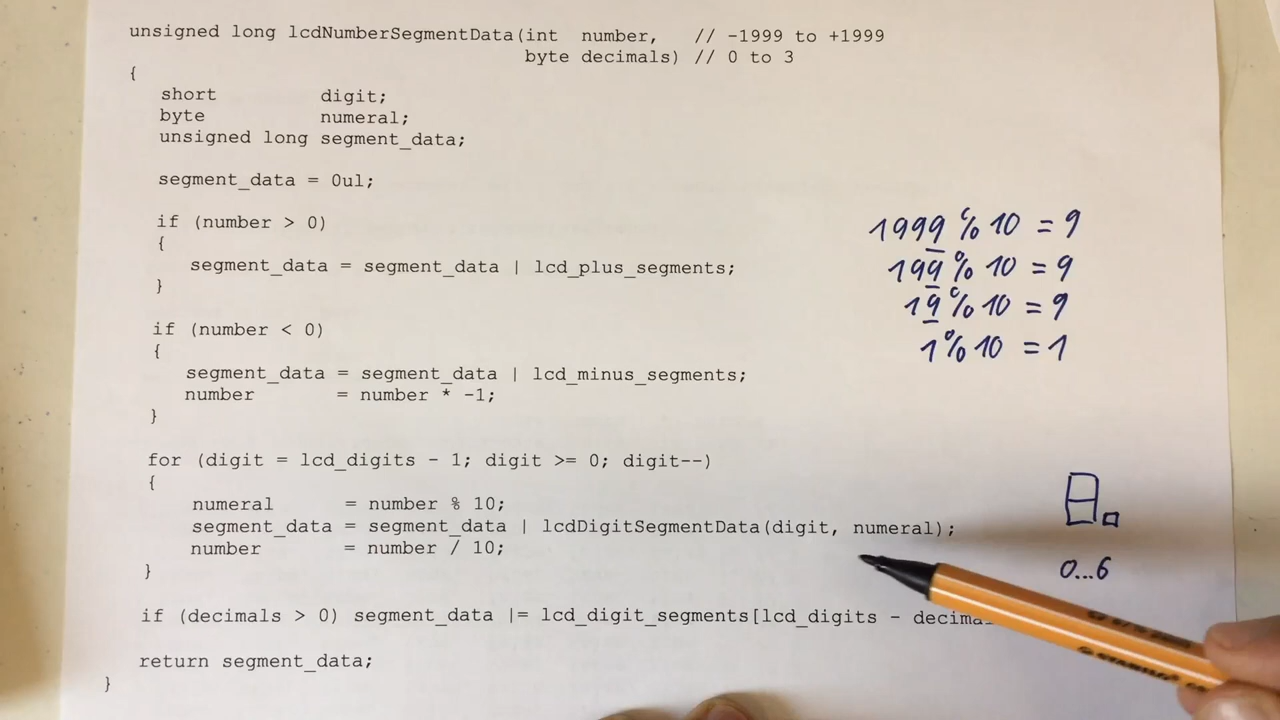 unsigned long lcdNumberSegmentData(int  number,   // -1999 to +1999
                                   byte decimals) // 0 to 3
{
   short          digit;
   byte           numeral;
   unsigned long segment_data;
   segment_data = 0ul;
   if (number > 0)
   {
      segment_data = segment_data | lcd_plus_segments;
   }
   if (number < 0)
   {
      segment_data = segment_data | lcd_minus_segments;
      number       = number * -1;
   }
   for (digit = lcd_digits - 1; digit >= 0; digit--)
   {
      numeral      = number % 10;
      segment_data = segment_data | lcdDigitSegmentData(digit, numeral);
      number       = number / 10;
   }
   if (decimals > 0) segment_data |= lcd_digit_segments[lcd_digits -
   return segment_data;
}
1999 % 10 = 9
199 % 10 = 9
19 % 10 = 9
1 % 10 = 1
0...6